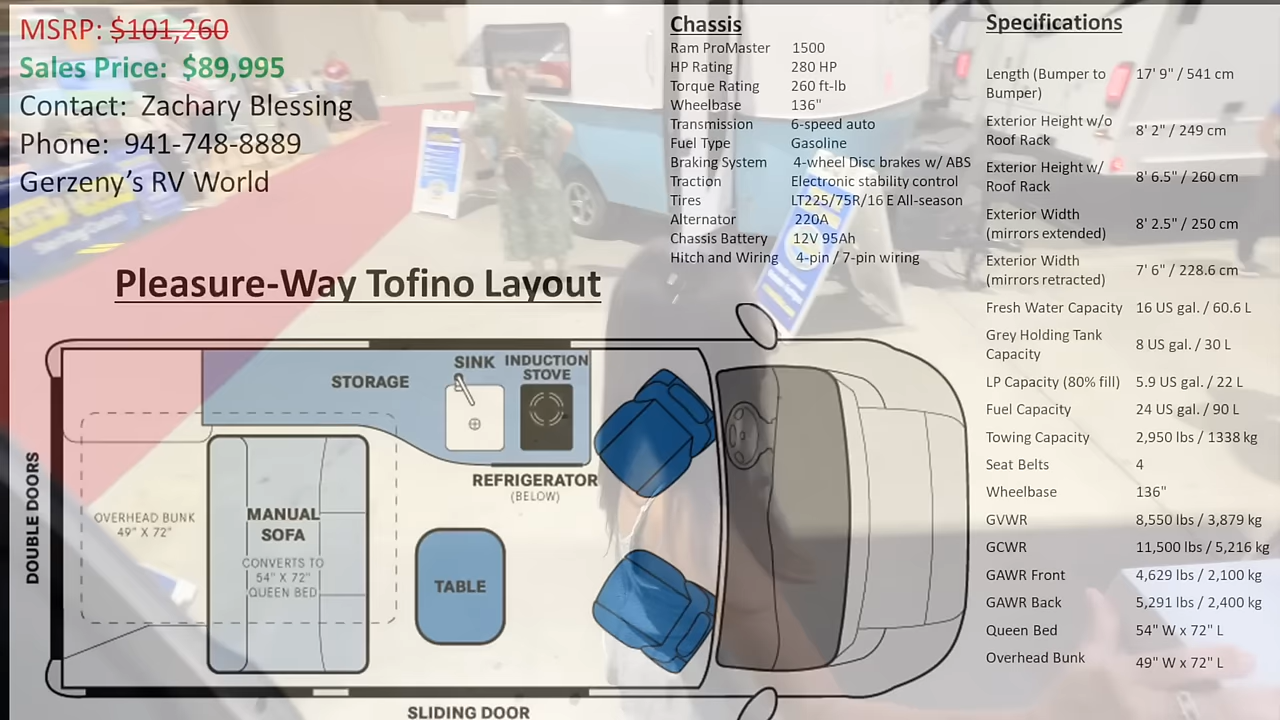 MSRP: $101,260
Sales Price: $89,995
Contact: Zachary Blessing
Phone: 941-748-8889
Gerzeny's RV World
Chassis
Ram ProMaster 1500
HP Rating 280 HP
Torque Rating 260 ft-lb
Wheelbase 136"
Transmission 6-speed auto
Fuel Type Gasoline
Braking System 4-wheel Disc brakes w/ ABS
Traction Electronic stability control
Tires LT225/75R/16 E All-season
Alternator 220A
Chassis Battery 12V 95Ah
Hitch and Wiring 4-pin / 7-pin wiring
Specifications
Length (Bumper to
Bumper) 17' 9" / 541 cm
Exterior Height w/o
Roof Rack 8' 2" / 249 cm
Exterior Height w/
Roof Rack 8' 6.5" / 260 cm
Exterior Width
(mirrors extended) 8' 2.5" / 250 cm
Exterior Width
(mirrors retracted) 7' 6" / 228.6 cm
Fresh Water Capacity 16 US gal. / 60.6 L
Grey Holding Tank
Capacity 8 US gal. / 30 L
LP Capacity (80% fill) 5.9 US gal. / 22 L
Fuel Capacity 24 US gal. / 90 L
Towing Capacity 2,950 lbs / 1338 kg
Seat Belts 4
Wheelbase 136"
GVWR 8,550 lbs / 3,879 kg
GCWR 11,500 lbs / 5,216 kg
GAWR Front 4,629 lbs / 2,100 kg
GAWR Back 5,291 lbs / 2,400 kg
Queen Bed 54" W x 72" L
Overhead Bunk 49" W x 72" L
Pleasure-Way Tofino Layout
STORAGE
SINK
INDUCTION
STOVE
REFRIGERATOR
(BELOW)
DOUBLE DOORS
OVERHEAD BUNK
49" X 72"
MANUAL
SOFA
CONVERTS TO
54" X 72"
QUEEN BED
TABLE
SLIDING DOOR